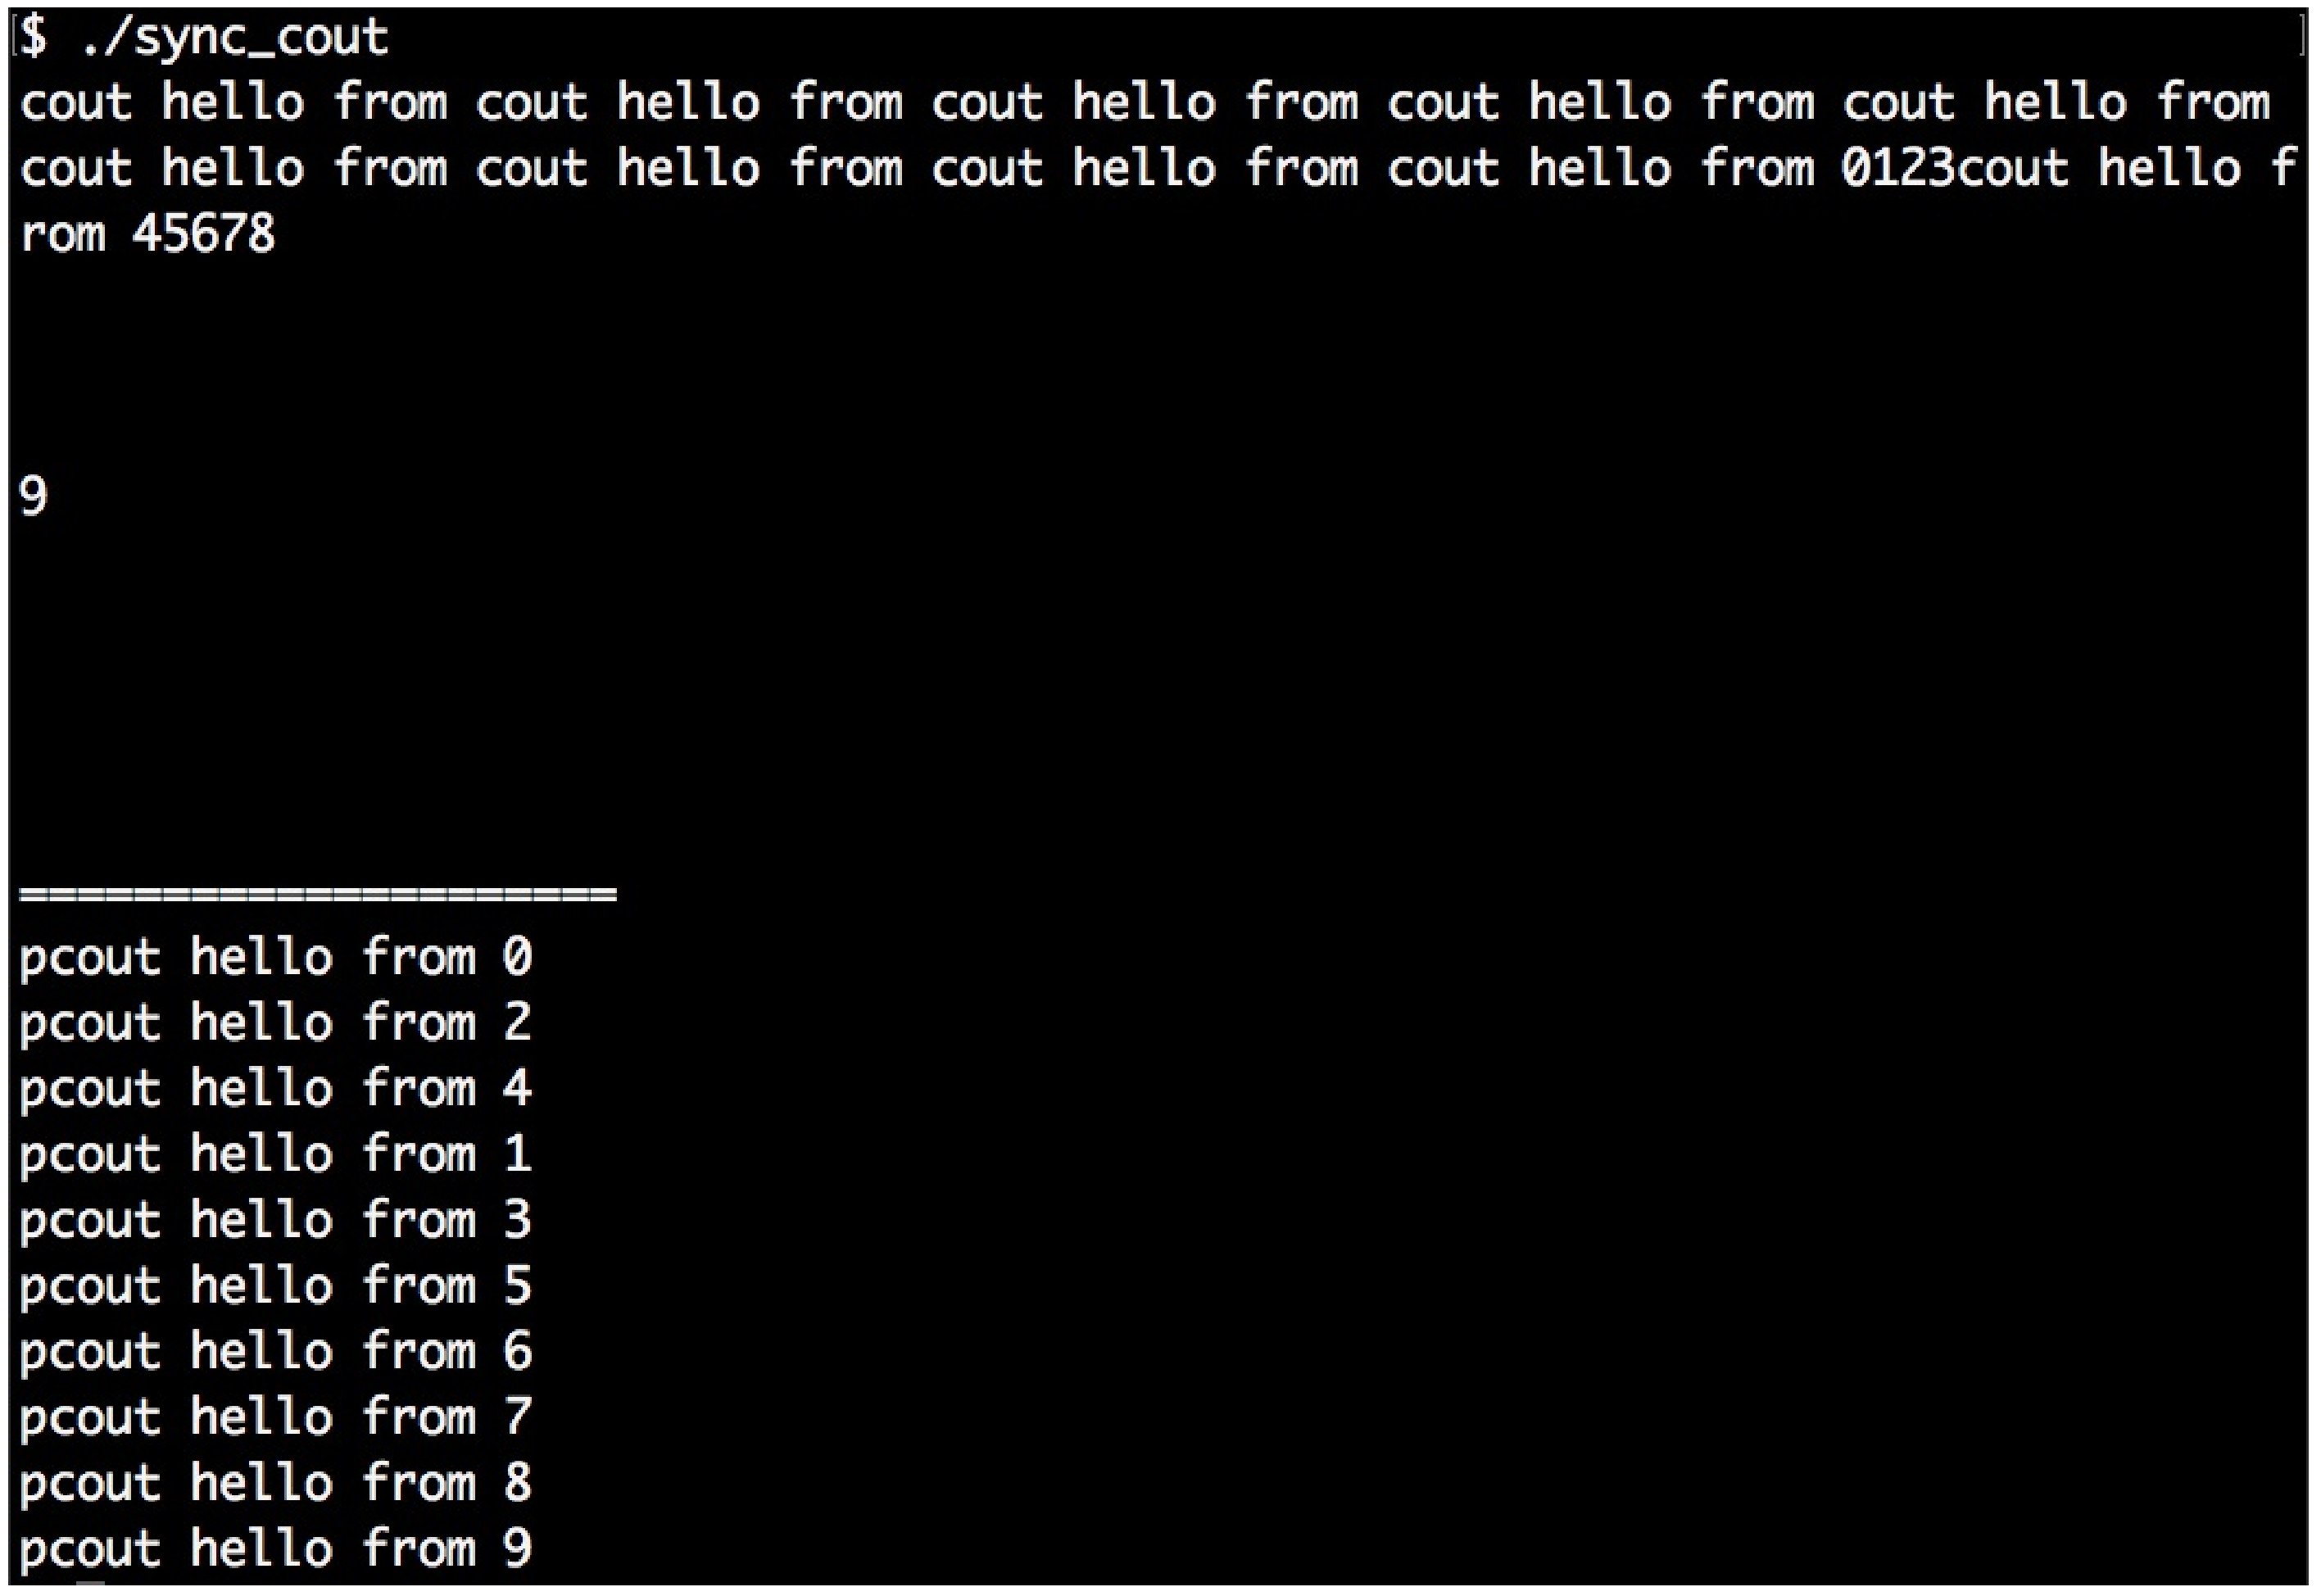 $ ./sync_cout
cout hello from cout hello from cout hello from cout hello from cout hello from
cout hello from cout hello from cout hello from cout hello from 0123cout hello f
rom 45678
9
=====================
pcout hello from 0
pcout hello from 2
pcout hello from 4
pcout hello from 1
pcout hello from 3
pcout hello from 5
pcout hello from 6
pcout hello from 7
pcout hello from 8
pcout hello from 9